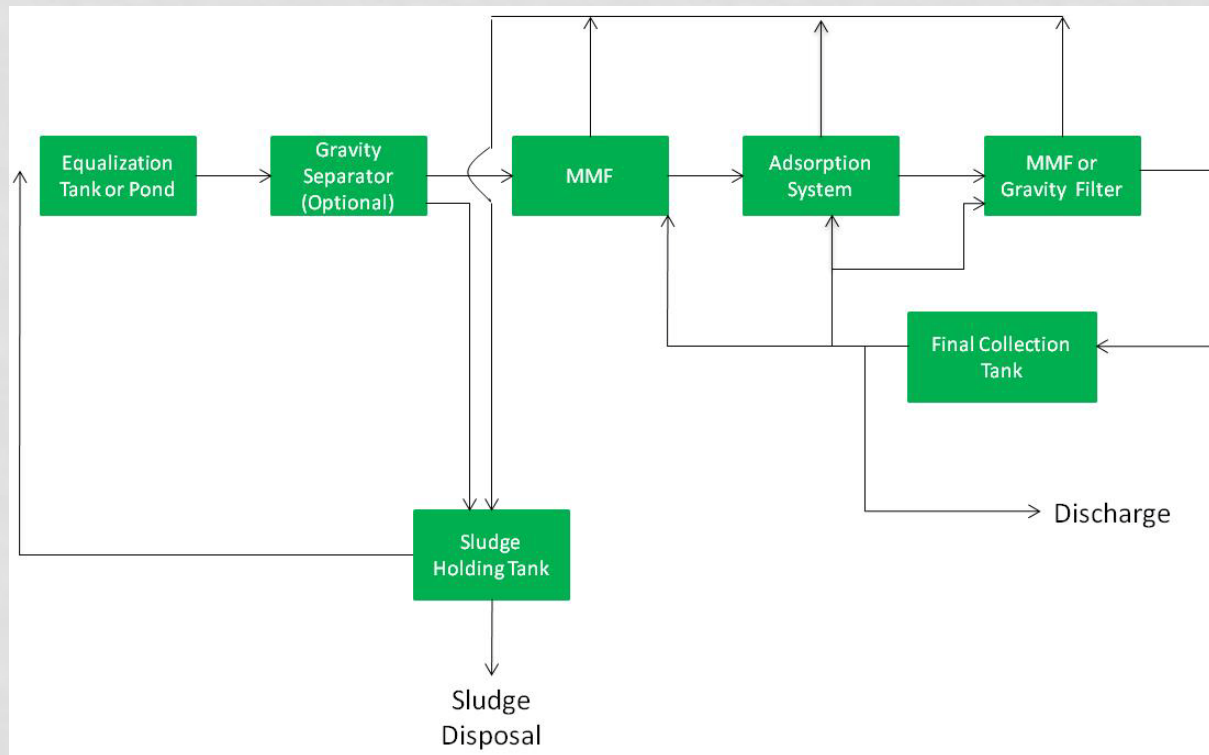 Equalization
Tank or Pond
Gravity
Separator
(Optional)
MMF
Adsorption
System
MMF or
Gravity Filter
Final Collection
Tank
Discharge
Sludge
Holding Tank
Sludge
Disposal